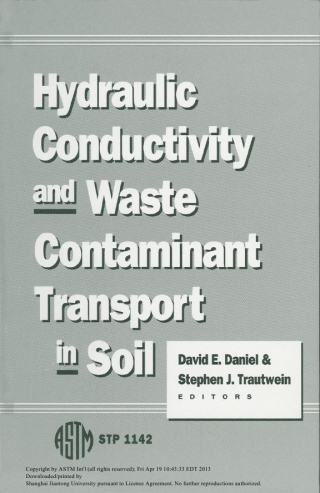 Hydraulic
Conductivity
and Waste
Contaminant
Transport
in Soil
David E. Daniel &
Stephen J. Trautwein
EDITORS
ASTM STP 1142
Copyright by ASTM Int'l (all rights reserved); Fri Apr 19 10:43:33 EDT 2013
Downloaded/printed by
Shanghai Jiaotong University pursuant to License Agreement. No further reproductions authorized.